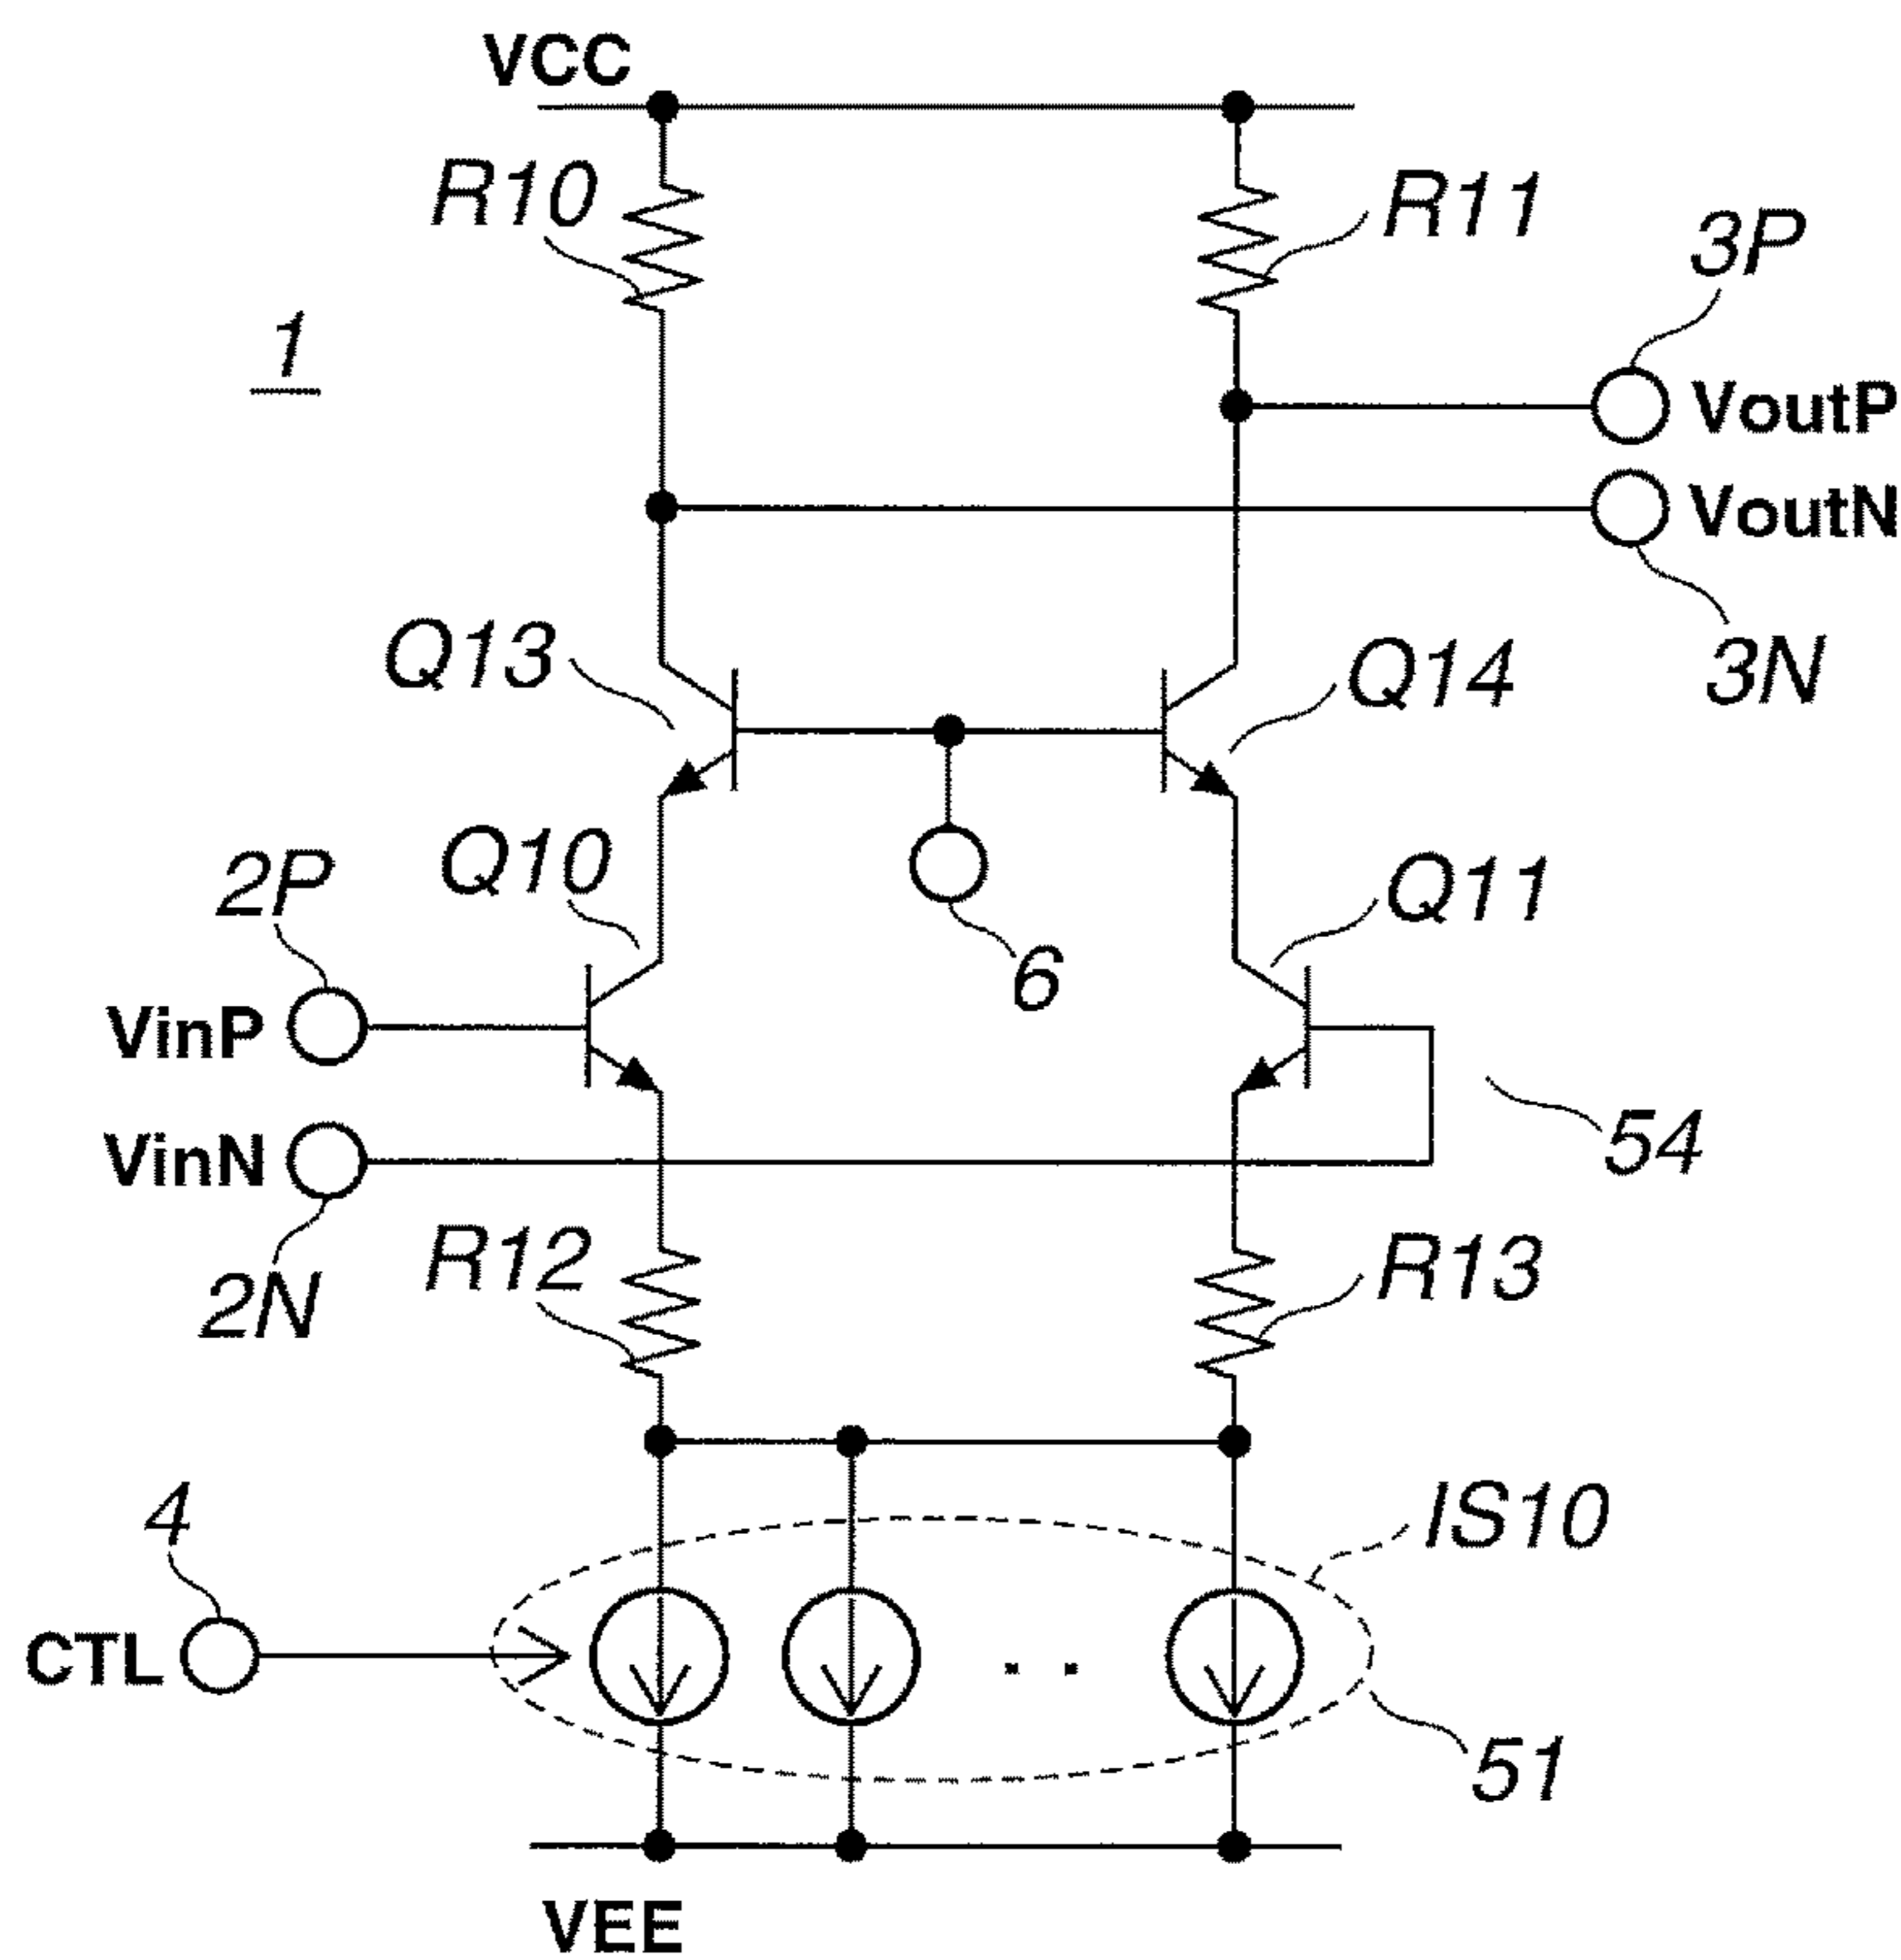 VCC
R10
R11
3P
1
VoutP
VoutN
Q13
Q14
3N
Q10
2P
Q11
6
VinP
54
VinN
R12
R13
2N
4
IS10
CTL
51
VEE